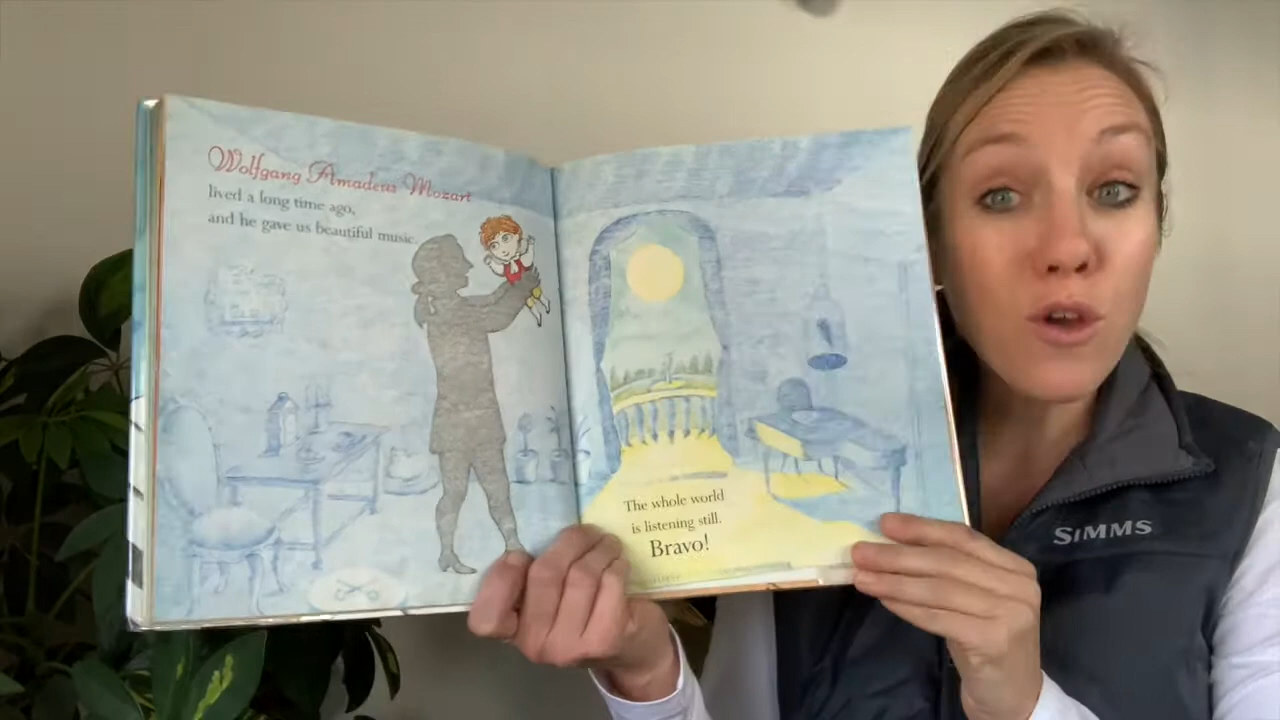 Wolfgang Amadeus Mozart
lived a long time ago,
and he gave us beautiful music.
The whole world
is listening still.
Bravo!
SIMMS